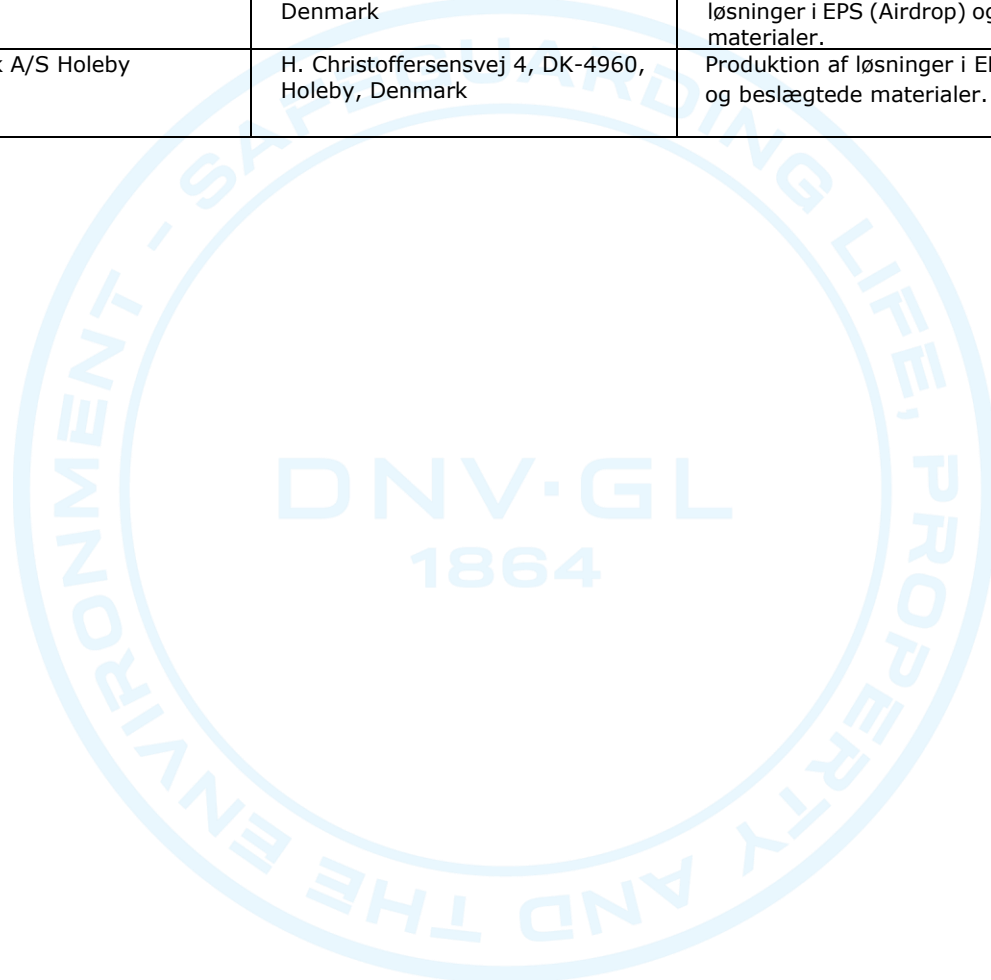 Denmark
løsninger i EPS (Airdrop) og
materialer.
A/S Holeby
H. Christoffersensvej 4, DK-4960,
Holeby, Denmark
Produktion af løsninger i
og beslægtede materialer.
SAFEGUARDING LIFE, PROPERTY AND THE ENVIRONMENT -
DNV·GL
1864